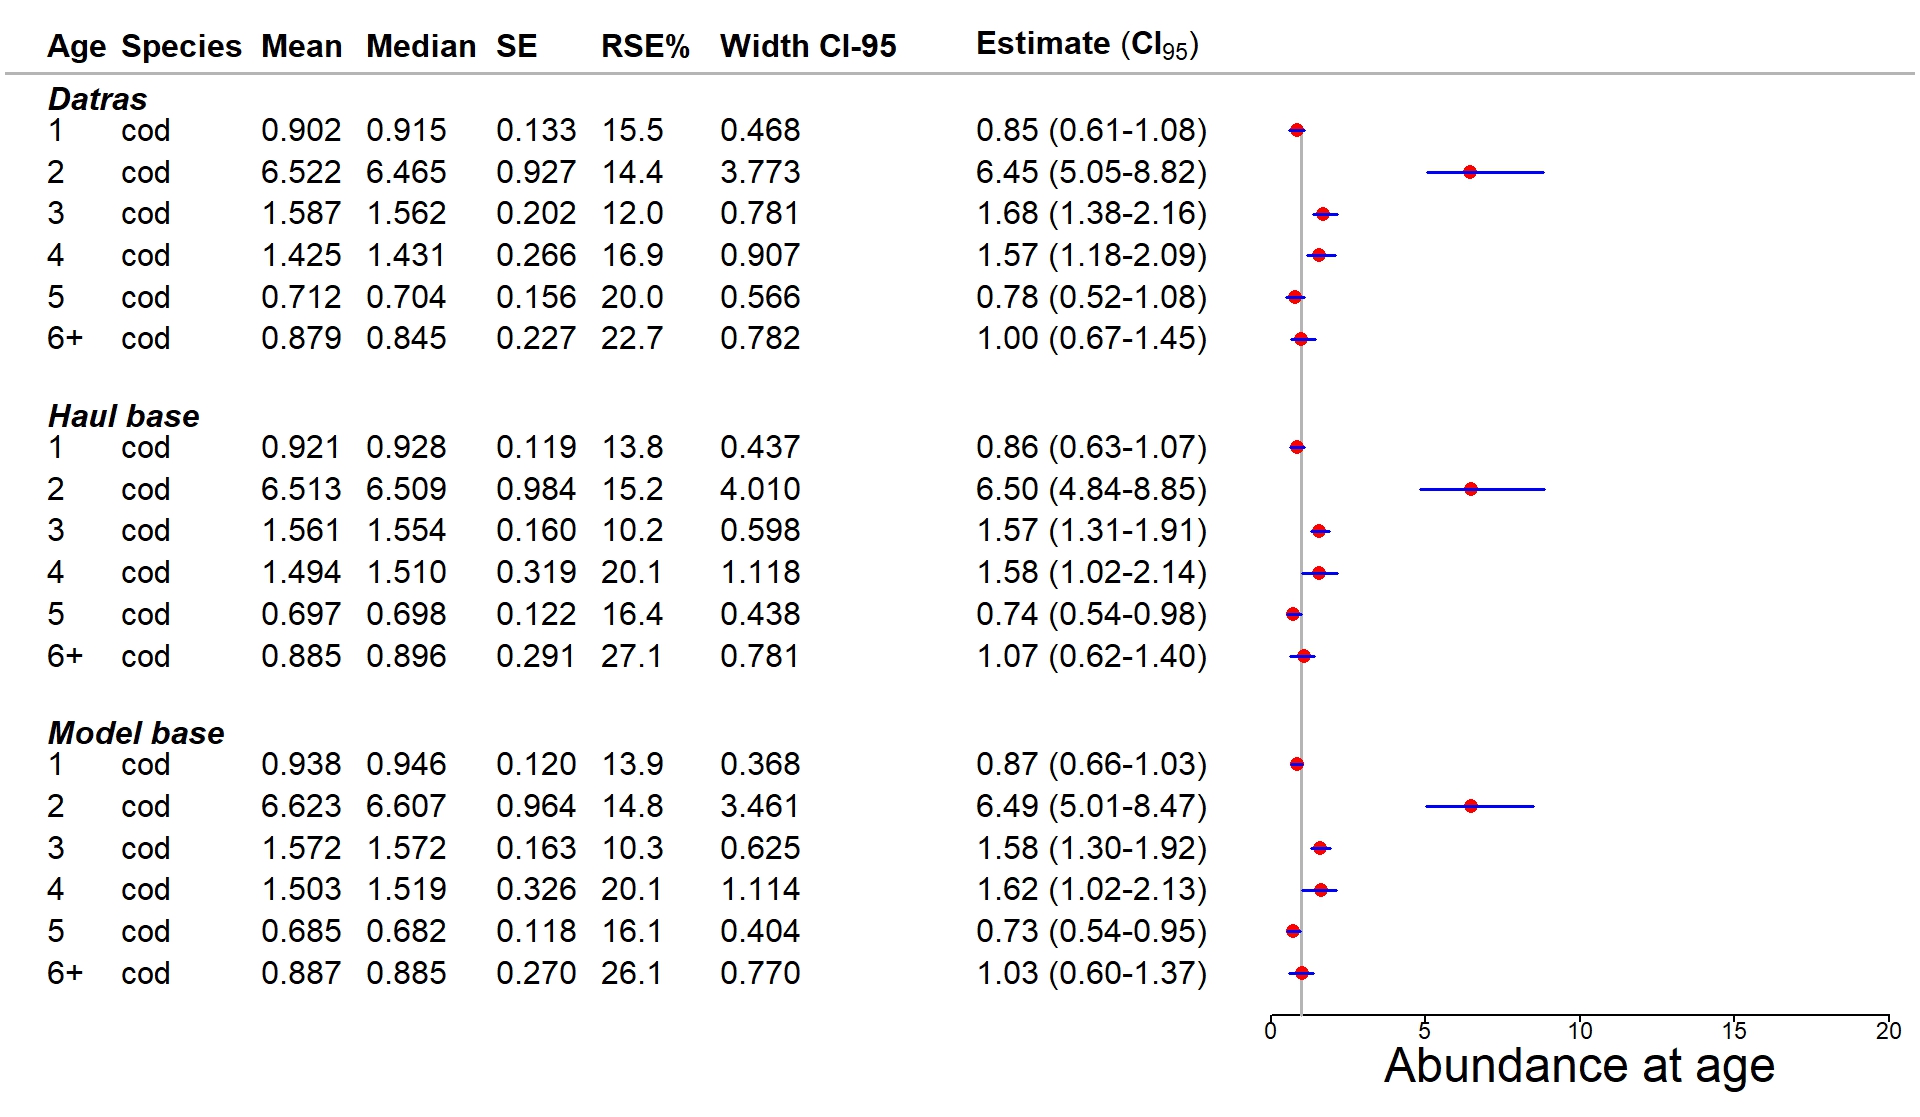 Age Species Mean Median SE RSE% Width CI-95 Estimate (CI95)
Datras
1 cod 0.902 0.915 0.133 15.5 0.468 0.85 (0.61-1.08)
2 cod 6.522 6.465 0.927 14.4 3.773 6.45 (5.05-8.82)
3 cod 1.587 1.562 0.202 12.0 0.781 1.68 (1.38-2.16)
4 cod 1.425 1.431 0.266 16.9 0.907 1.57 (1.18-2.09)
5 cod 0.712 0.704 0.156 20.0 0.566 0.78 (0.52-1.08)
6+ cod 0.879 0.845 0.227 22.7 0.782 1.00 (0.67-1.45)
Haul base
1 cod 0.921 0.928 0.119 13.8 0.437 0.86 (0.63-1.07)
2 cod 6.513 6.509 0.984 15.2 4.010 6.50 (4.84-8.85)
3 cod 1.561 1.554 0.160 10.2 0.598 1.57 (1.31-1.91)
4 cod 1.494 1.510 0.319 20.1 1.118 1.58 (1.02-2.14)
5 cod 0.697 0.698 0.122 16.4 0.438 0.74 (0.54-0.98)
6+ cod 0.885 0.896 0.291 27.1 0.781 1.07 (0.62-1.40)
Model base
1 cod 0.938 0.946 0.120 13.9 0.368 0.87 (0.66-1.03)
2 cod 6.623 6.607 0.964 14.8 3.461 6.49 (5.01-8.47)
3 cod 1.572 1.572 0.163 10.3 0.625 1.58 (1.30-1.92)
4 cod 1.503 1.519 0.326 20.1 1.114 1.62 (1.02-2.13)
5 cod 0.685 0.682 0.118 16.1 0.404 0.73 (0.54-0.95)
6+ cod 0.887 0.885 0.270 26.1 0.770 1.03 (0.60-1.37)
0 5 10 15 20
Abundance at age